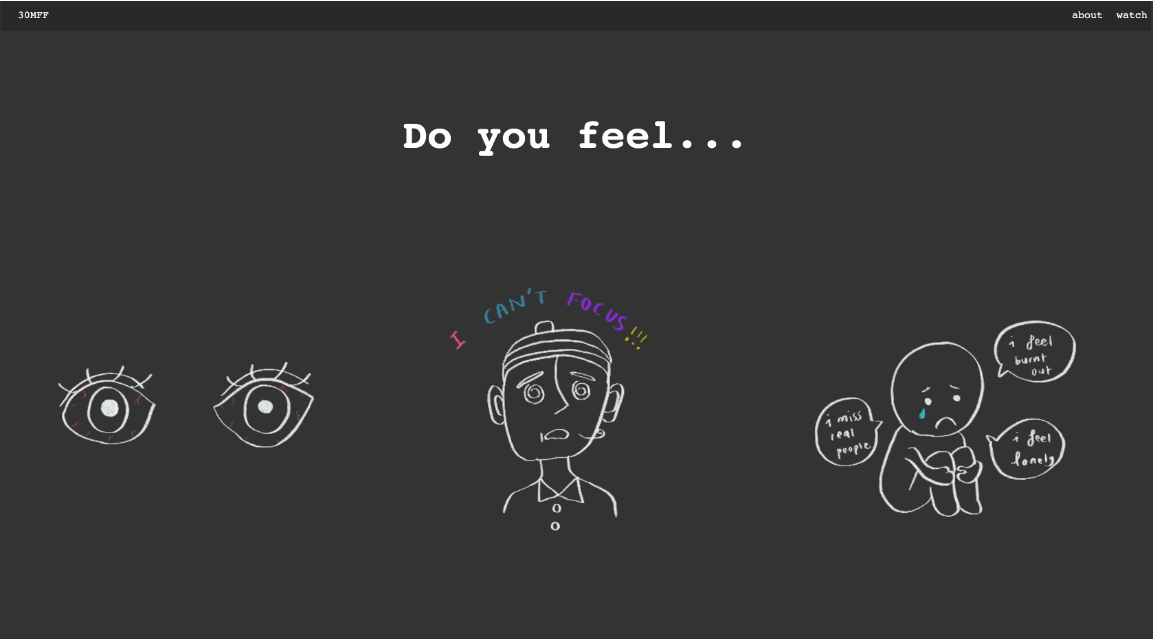 30MFF
about watch
Do you feel...
I CAN'T FOCUS!!!
i feel
burnt
out
i miss
real
people
i feel
lonely